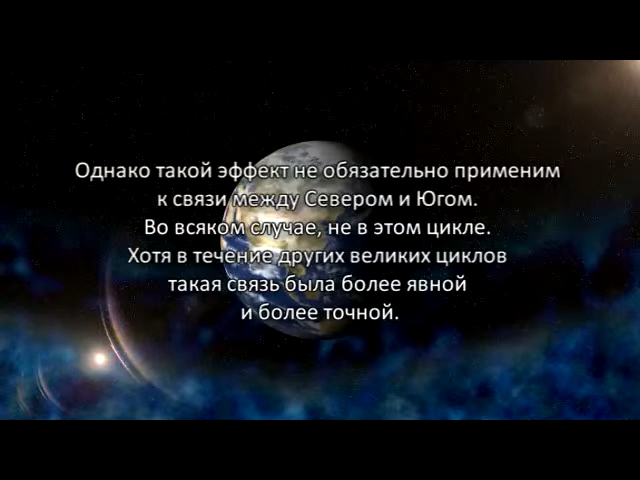 Однако такой эффект не обязательно применим
к связи между Севером и Югом.
Во всяком случае, не в этом цикле.
Хотя в течение других великих циклов
такая связь была более явной
и более точной.